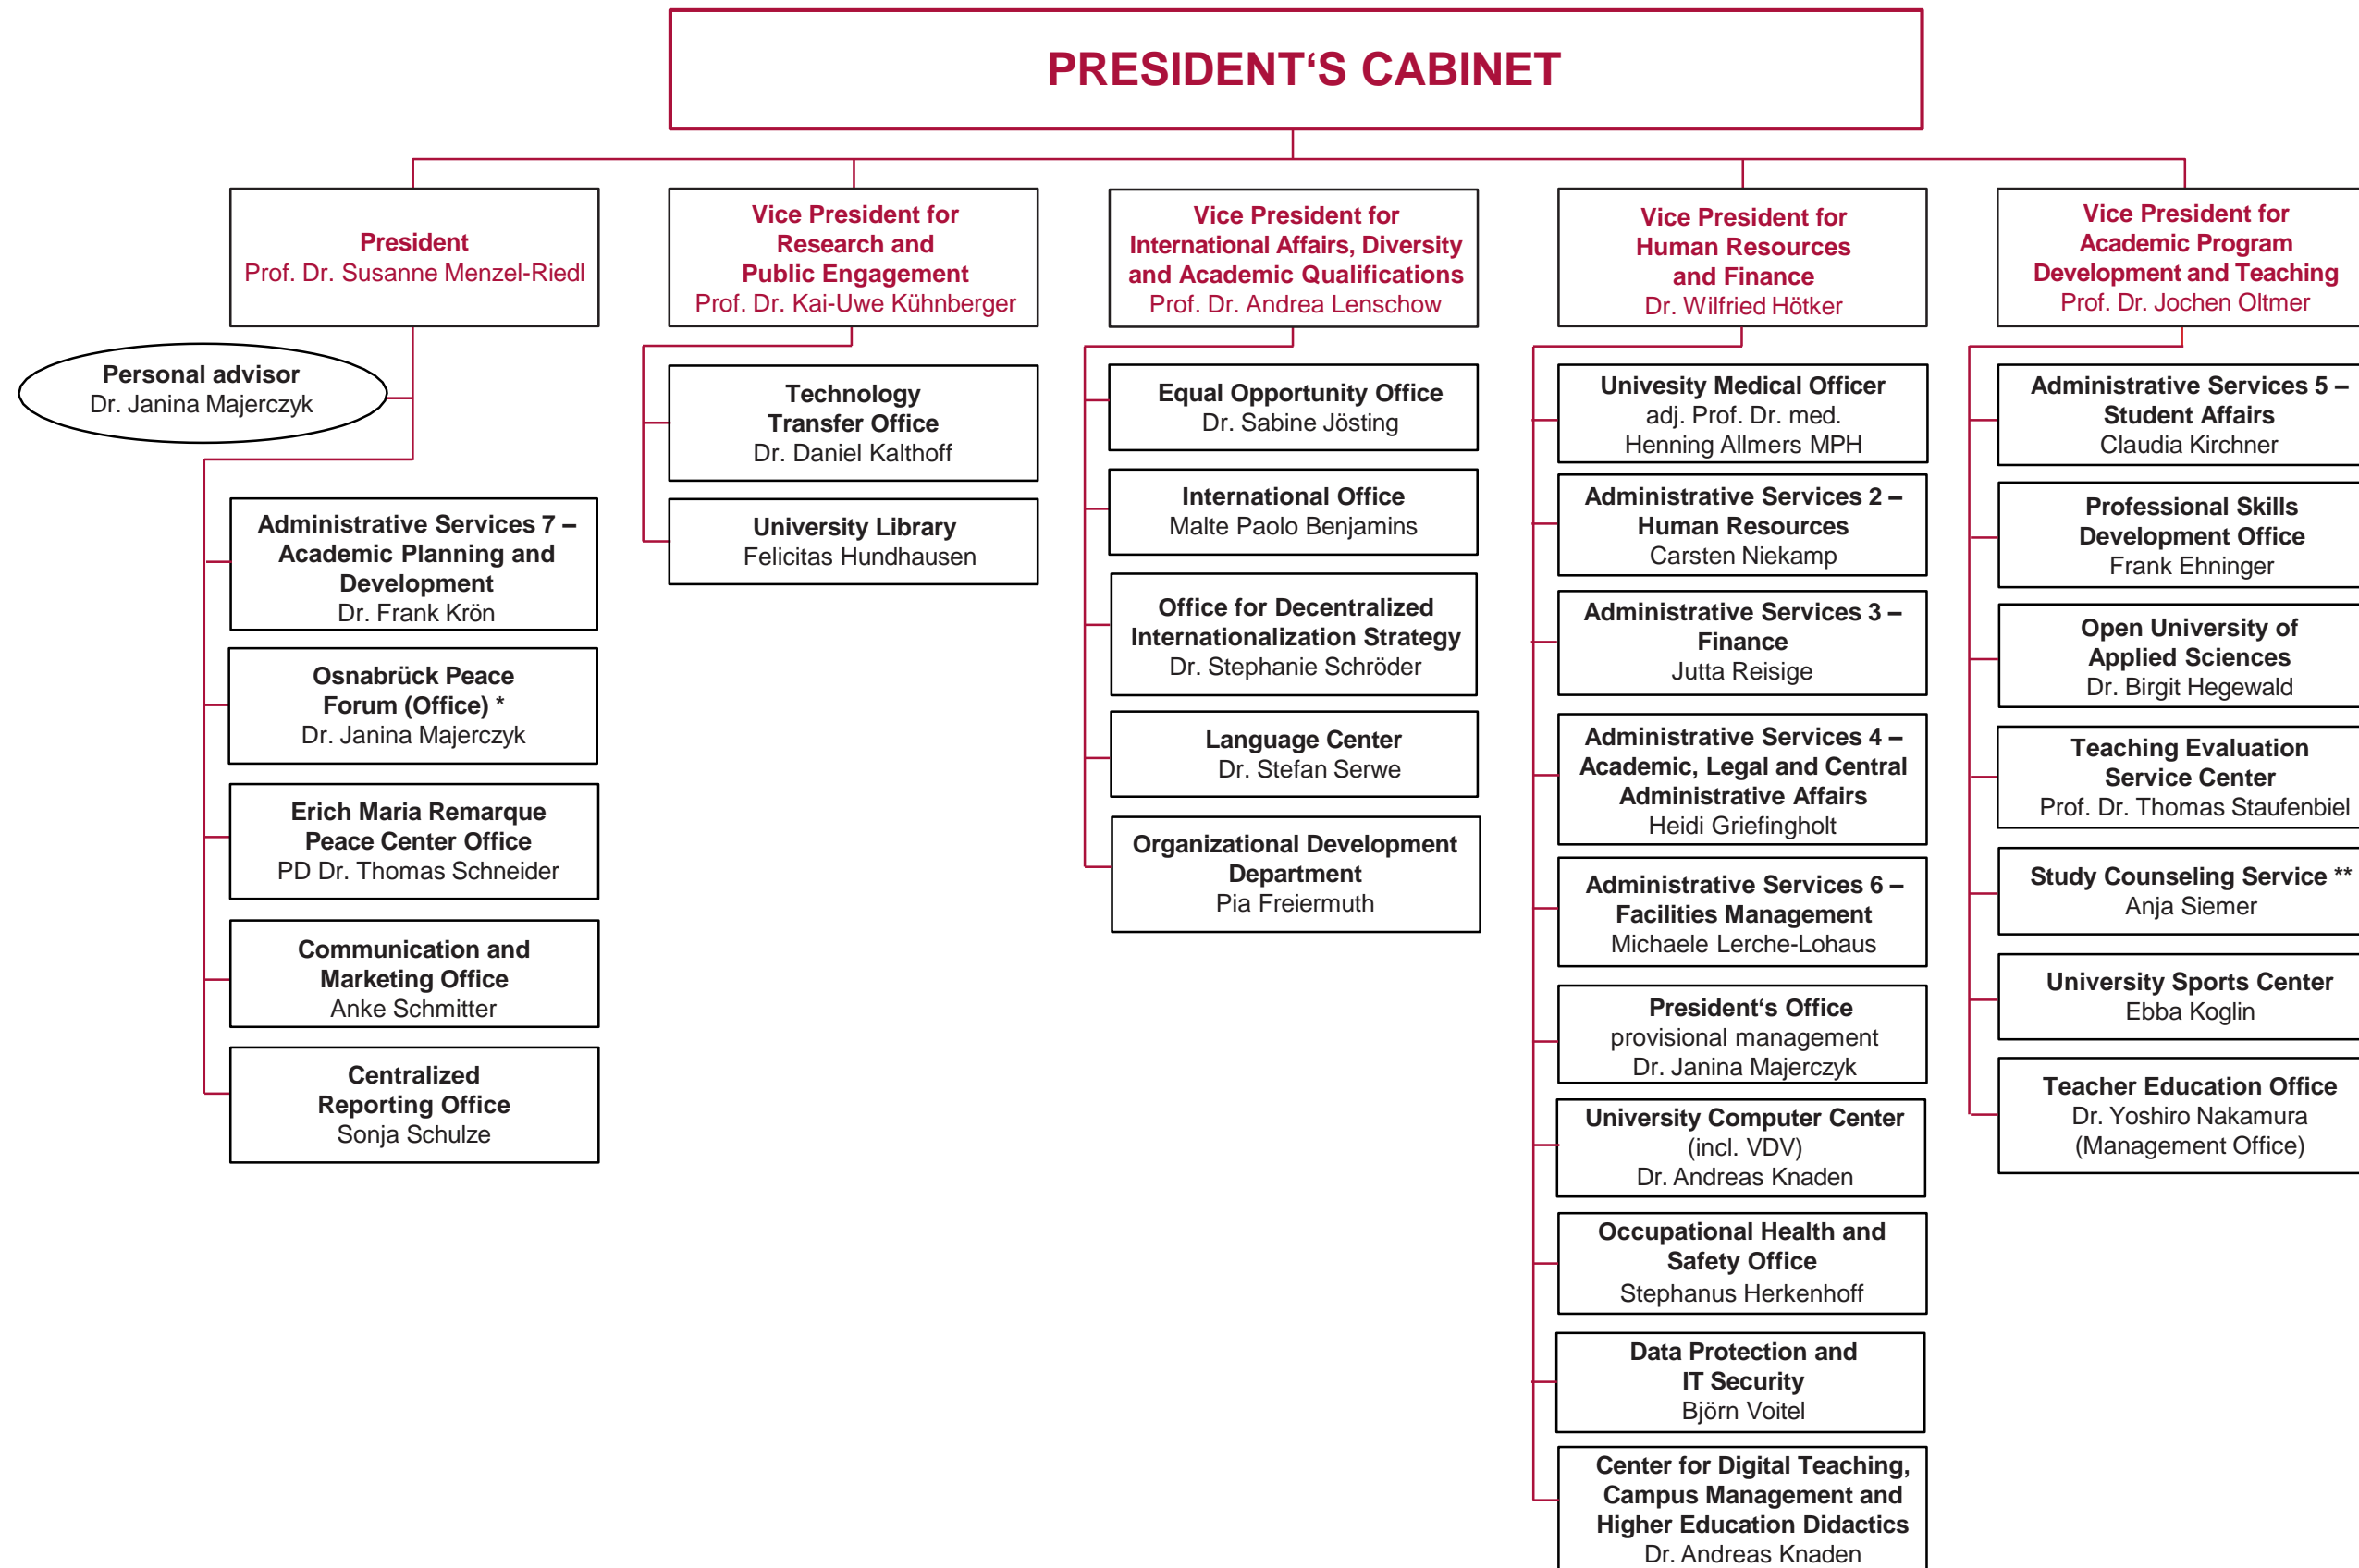 PRESIDENT‘S CABINET
President
Prof. Dr. Susanne Menzel-Riedl
Personal advisor
Dr. Janina Majerczyk
Administrative Services 7 –
Academic Planning and
Development
Dr. Frank Krön
Osnabrück Peace
Forum (Office) *
Dr. Janina Majerczyk
Erich Maria Remarque
Peace Center Office
PD Dr. Thomas Schneider
Communication and
Marketing Office
Anke Schmitter
Centralized
Reporting Office
Sonja Schulze
Vice President for
Research and
Public Engagement
Prof. Dr. Kai-Uwe Kühnberger
Technology
Transfer Office
Dr. Daniel Kalthoff
University Library
Felicitas Hundhausen
Vice President for
International Affairs, Diversity
and Academic Qualifications
Prof. Dr. Andrea Lenschow
Equal Opportunity Office
Dr. Sabine Jösting
International Office
Malte Paolo Benjamins
Office for Decentralized
Internationalization Strategy
Dr. Stephanie Schröder
Language Center
Dr. Stefan Serwe
Organizational Development
Department
Pia Freiermuth
Vice President for
Human Resources
and Finance
Dr. Wilfried Hötker
Univesity Medical Officer
adj. Prof. Dr. med.
Henning Allmers MPH
Administrative Services 2 –
Human Resources
Carsten Niekamp
Administrative Services 3 –
Finance
Jutta Reisige
Administrative Services 4 –
Academic, Legal and Central
Administrative Affairs
Heidi Griefingholt
Administrative Services 6 –
Facilities Management
Michaele Lerche-Lohaus
President‘s Office
provisional management
Dr. Janina Majerczyk
University Computer Center
(incl. VDV)
Dr. Andreas Knaden
Occupational Health and
Safety Office
Stephanus Herkenhoff
Data Protection and
IT Security
Björn Voitel
Center for Digital Teaching,
Campus Management and
Higher Education Didactics
Dr. Andreas Knaden
Vice President for
Academic Program
Development and Teaching
Prof. Dr. Jochen Oltmer
Administrative Services 5 –
Student Affairs
Claudia Kirchner
Professional Skills
Development Office
Frank Ehninger
Open University of
Applied Sciences
Dr. Birgit Hegewald
Teaching Evaluation
Service Center
Prof. Dr. Thomas Staufenbiel
Study Counseling Service **
Anja Siemer
University Sports Center
Ebba Koglin
Teacher Education Office
Dr. Yoshiro Nakamura
(Management Office)